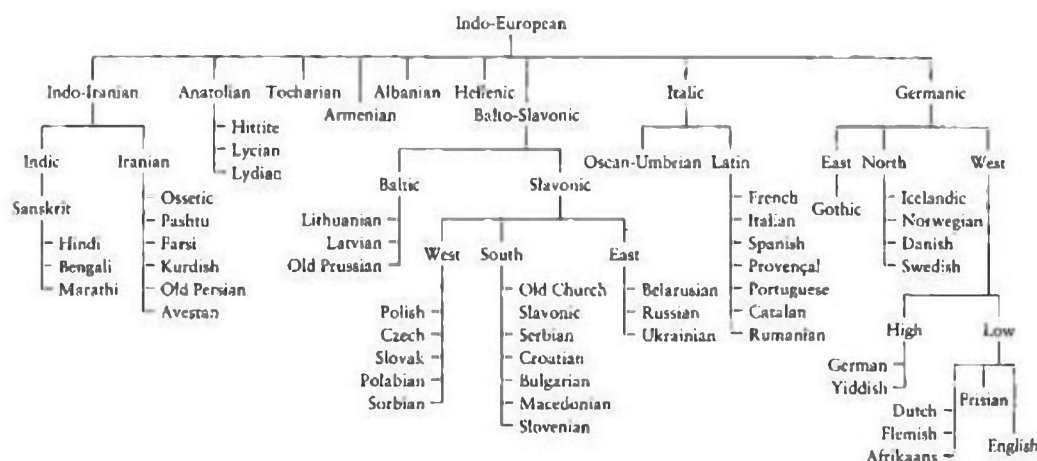 Indo-European
Indo-Iranian Anatolian Tocharian Armenian Albanian Hellenic Balto-Slavonic Italic Germanic
Hittite
Lycian
Lydian
Indic Iranian
Sanskrit
Hindi
Bengali
Marathi
Ossetic
Pashtu
Farsi
Kurdish
Old Persian
Avestan
Baltic Slavonic
Lithuanian
Latvian
Old Prussian
West South East
Polish
Czech
Slovak
Polabian
Sorbian
Old Church
Slavonic
Serbian
Croatian
Bulgarian
Macedonian
Slovenian
Belarusian
Russian
Ukrainian
Oscan-Umbrian Latin
French
Italian
Spanish
Provençal
Portuguese
Catalan
Rumanian
East North West
Gothic
Icelandic
Norwegian
Danish
Swedish
High Low
German
Yiddish
Dutch
Flemish
Afrikaans
Frisian
English